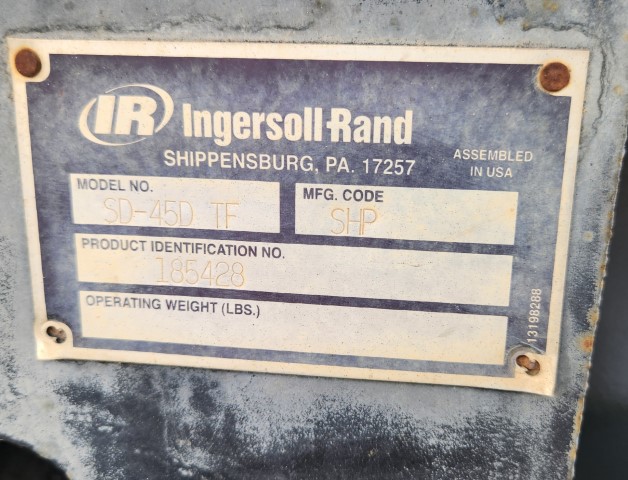 IR Ingersoll-Rand
SHIPPENSBURG, PA. 17257
ASSEMBLED
IN USA
MODEL NO.
SD-45D TF
MFG. CODE
SHP
PRODUCT IDENTIFICATION NO.
185428
OPERATING WEIGHT (LBS.)
13198288